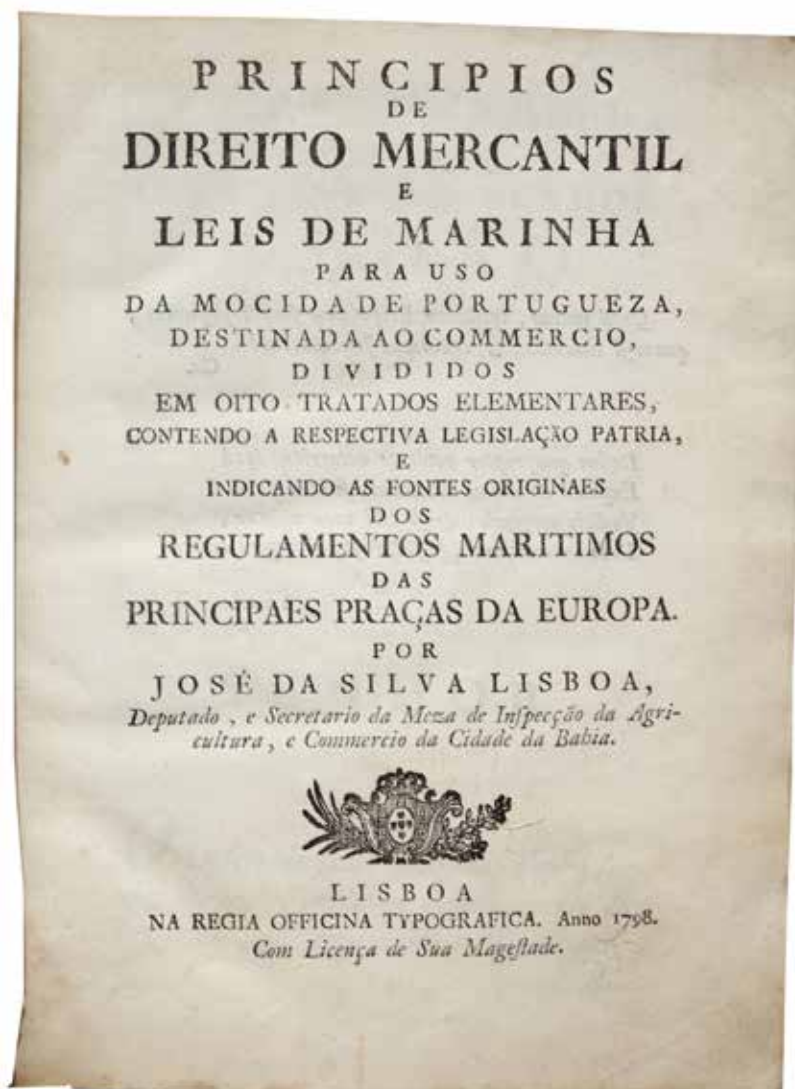 PRINCIPIOS
DE
DIREITO MERCANTIL
E
LEIS DE MARINHA
PARA USO
DA MOCIDADE PORTUGUEZA,
DESTINADA AO COMMERCIO,
DIVIDIDOS
EM OITO TRATADOS ELEMENTARES,
CONTENDO A RESPECTIVA LEGISLAÇÃO PATRIA,
E
INDICANDO AS FONTES ORIGINAES
DOS
REGULAMENTOS MARITIMOS
DAS
PRINCIPAES PRAÇAS DA EUROPA.
POR
JOSÉ DA SILVA LISBOA,
Deputado, e Secretario da Meza de Inſpecção da Agri-
cultura, e Commercio da Cidade da Bahia.
LISBOA
NA REGIA OFFICINA TYPOGRAFICA. Anno 1798.
Com Licença de Sua Mageſtade.